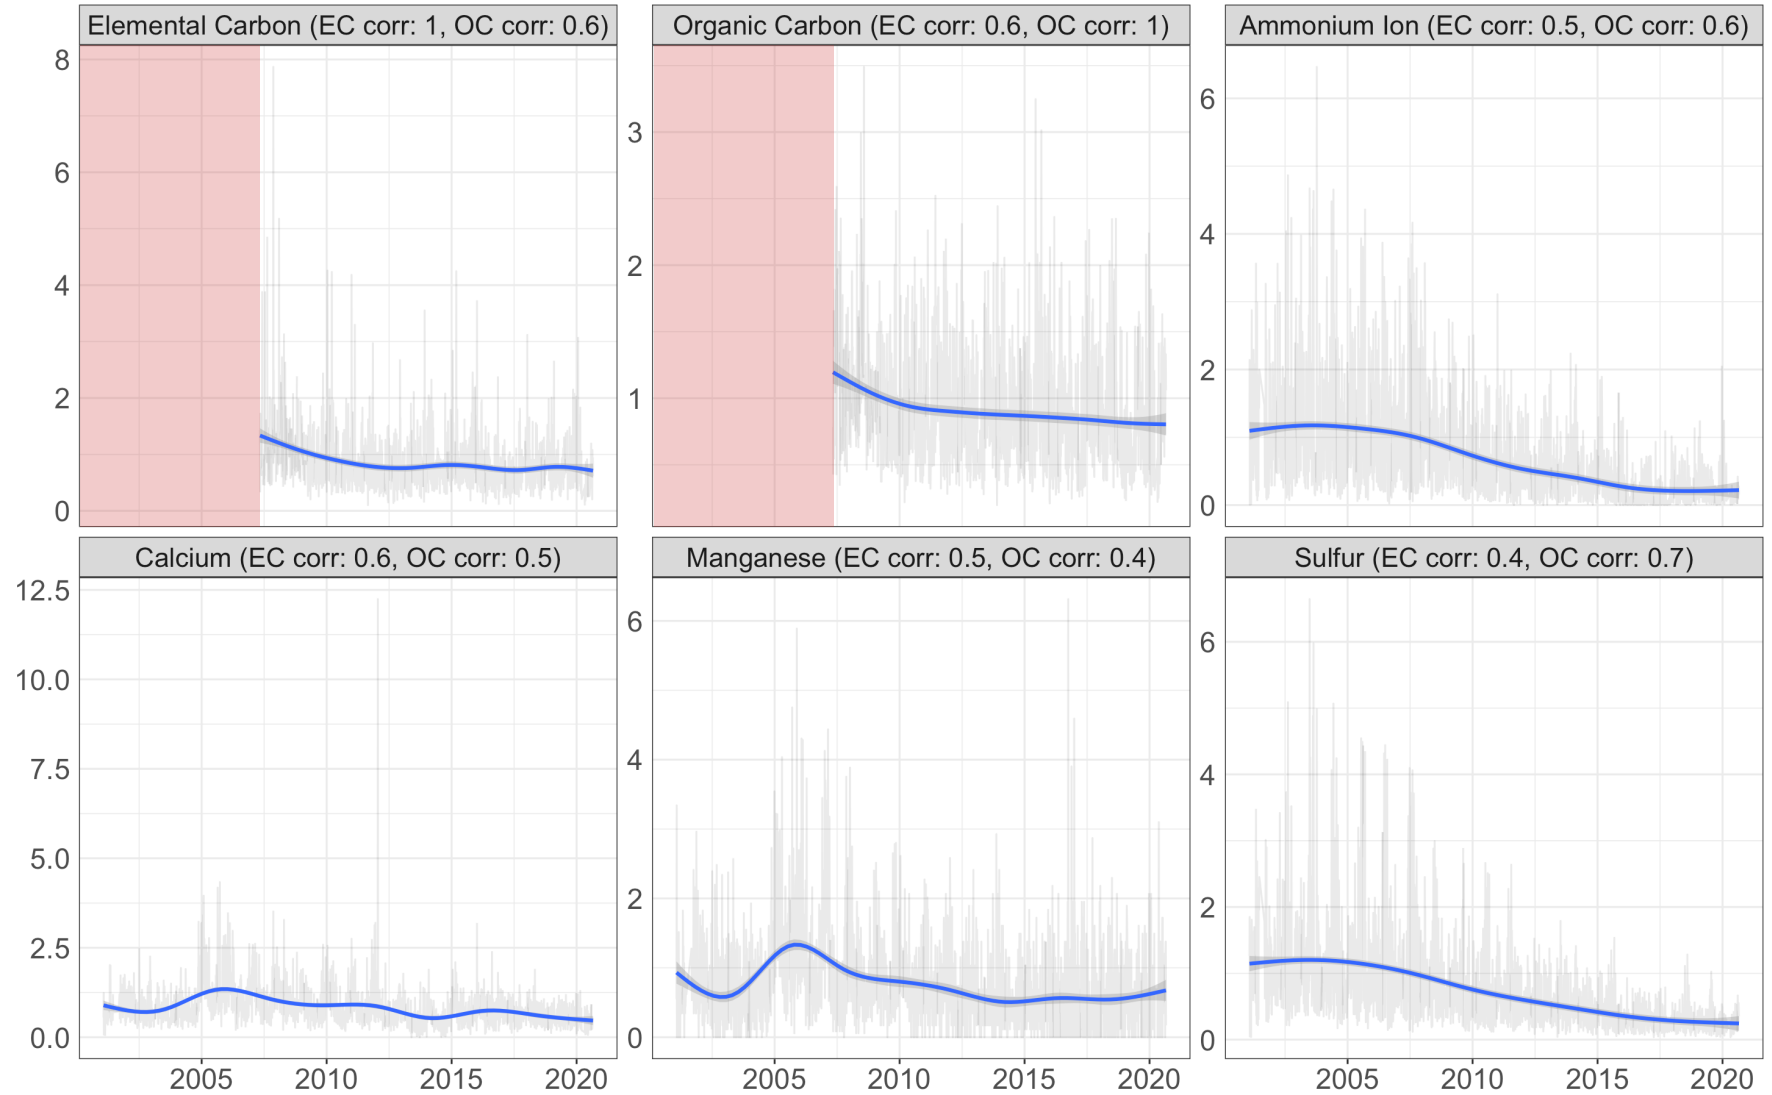 Elemental Carbon (EC corr: 1, OC corr: 0.6)
Organic Carbon (EC corr: 0.6, OC corr: 1)
Ammonium Ion (EC corr: 0.5, OC corr: 0.6)
8
6
4
2
0
3
2
1
6
4
2
0
Calcium (EC corr: 0.6, OC corr: 0.5)
Manganese (EC corr: 0.5, OC corr: 0.4)
Sulfur (EC corr: 0.4, OC corr: 0.7)
12.5
10.0
7.5
5.0
2.5
0.0
6
4
2
0
6
4
2
0
2005 2010 2015 2020
2005 2010 2015 2020
2005 2010 2015 2020